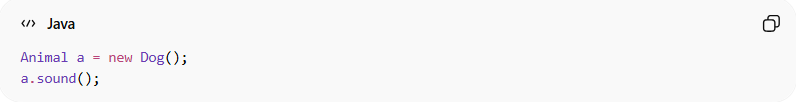 </> Java
Animal a = new Dog();
a.sound();